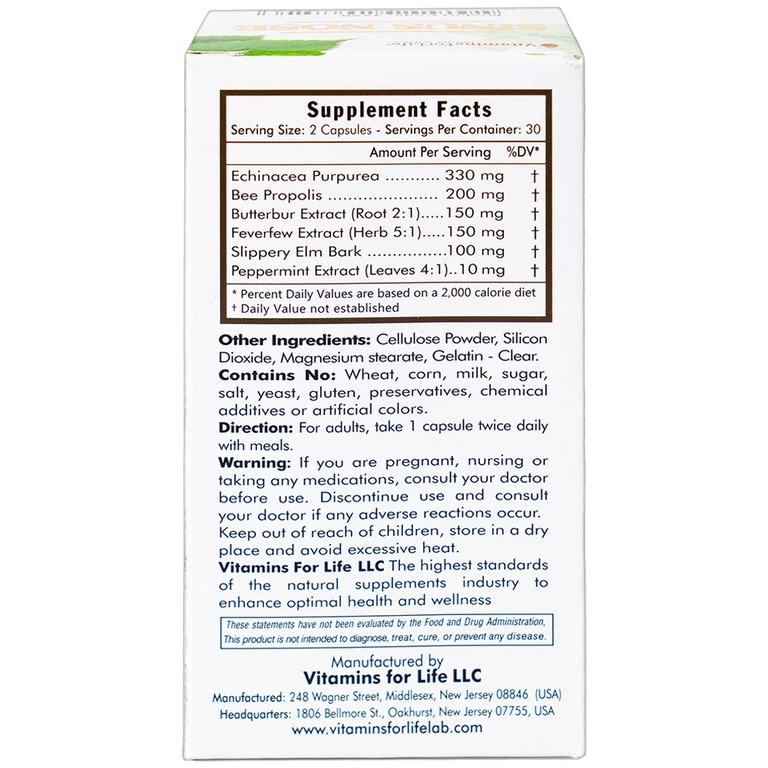 SINUS NOSE
Vitamins for Life
Supplement Facts
Serving Size: 2 Capsules - Servings Per Container: 30
Amount Per Serving %DV*
Echinacea Purpurea ........... 330 mg †
Bee Propolis ...................... 200 mg †
Butterbur Extract (Root 2:1).....150 mg †
Feverfew Extract (Herb 5:1).....150 mg †
Slippery Elm Bark ................100 mg †
Peppermint Extract (Leaves 4:1)..10 mg †
* Percent Daily Values are based on a 2,000 calorie diet
† Daily Value not established
Other Ingredients: Cellulose Powder, Silicon
Dioxide, Magnesium stearate, Gelatin - Clear.
Contains No: Wheat, corn, milk, sugar,
salt, yeast, gluten, preservatives, chemical
additives or artificial colors.
Direction: For adults, take 1 capsule twice daily
with meals.
Warning: If you are pregnant, nursing or
taking any medications, consult your doctor
before use. Discontinue use and consult
your doctor if any adverse reactions occur.
Keep out of reach of children, store in a dry
place and avoid excessive heat.
Vitamins For Life LLC The highest standards
of the natural supplements industry to
enhance optimal health and wellness
These statements have not been evaluated by the Food and Drug Administration,
This product is not intended to diagnose, treat, cure, or prevent any disease.
Manufactured by
Vitamins for Life LLC
Manufactured: 248 Wagner Street, Middlesex, New Jersey 08846 (USA)
Headquarters: 1806 Bellmore St., Oakhurst, New Jersey 07755, USA
www.vitaminsforlifelab.com